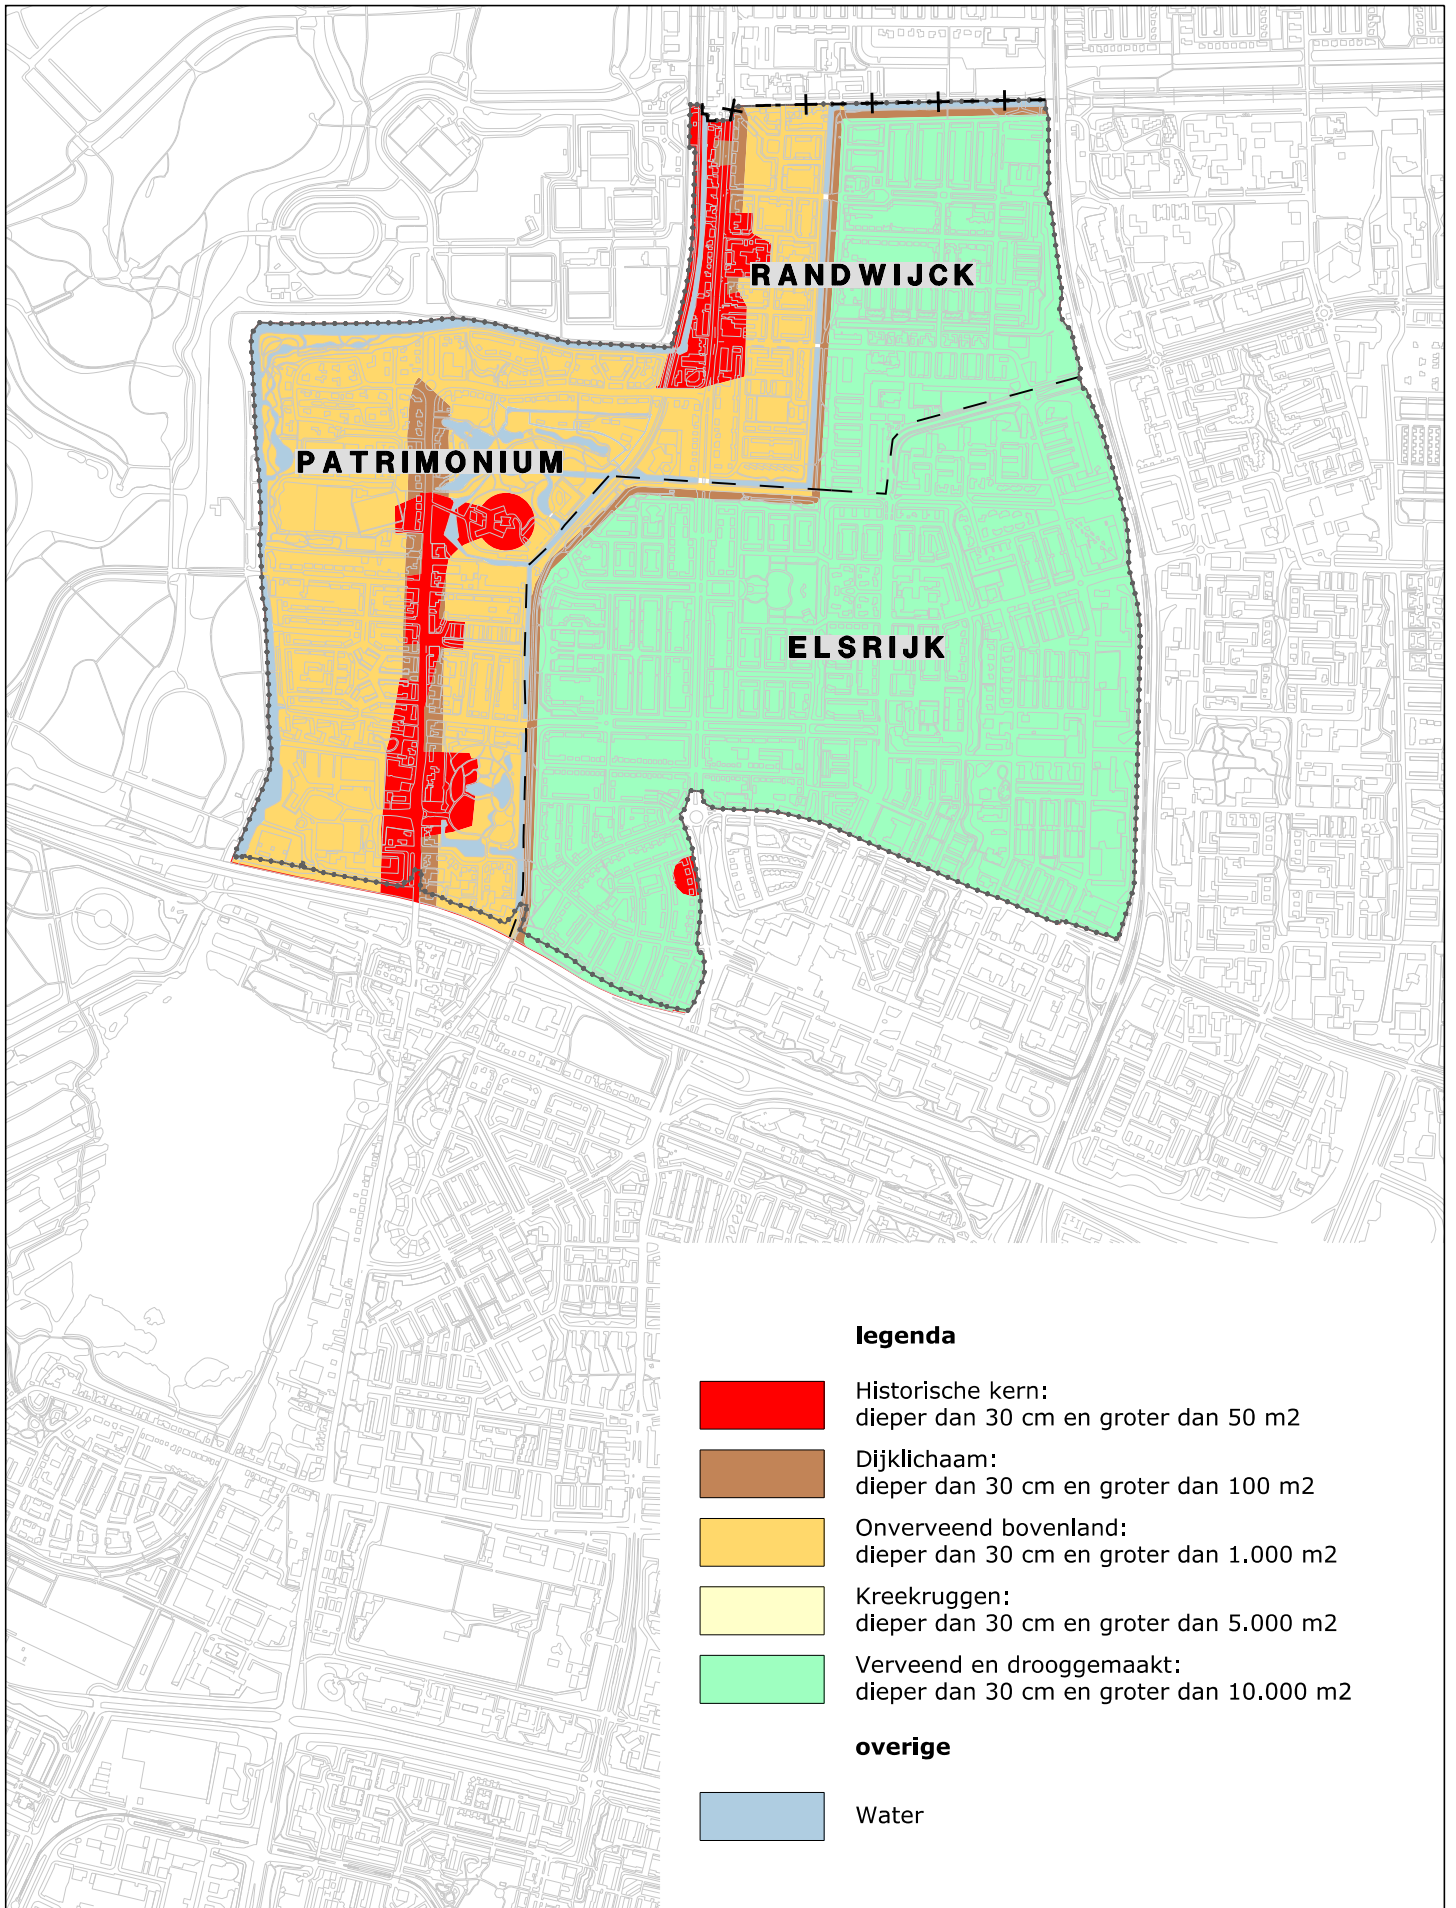 RANDWIJCK
PATRIMONIUM
ELSRIJK
legenda
Historische kern:
dieper dan 30 cm en groter dan 50 m2
Dijklichaam:
dieper dan 30 cm en groter dan 100 m2
Onverveend bovenland:
dieper dan 30 cm en groter dan 1.000 m2
Kreekruggen:
dieper dan 30 cm en groter dan 5.000 m2
Verveend en drooggemaakt:
dieper dan 30 cm en groter dan 10.000 m2
overige
Water